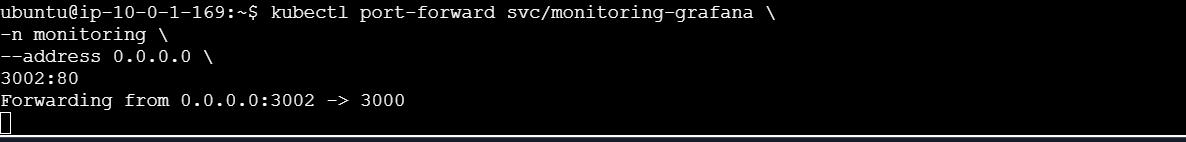 ubuntu@ip-10-0-1-169:~$ kubectl port-forward svc/monitoring-grafana \
-n monitoring \
--address 0.0.0.0 \
3002:80
Forwarding from 0.0.0.0:3002 -> 3000